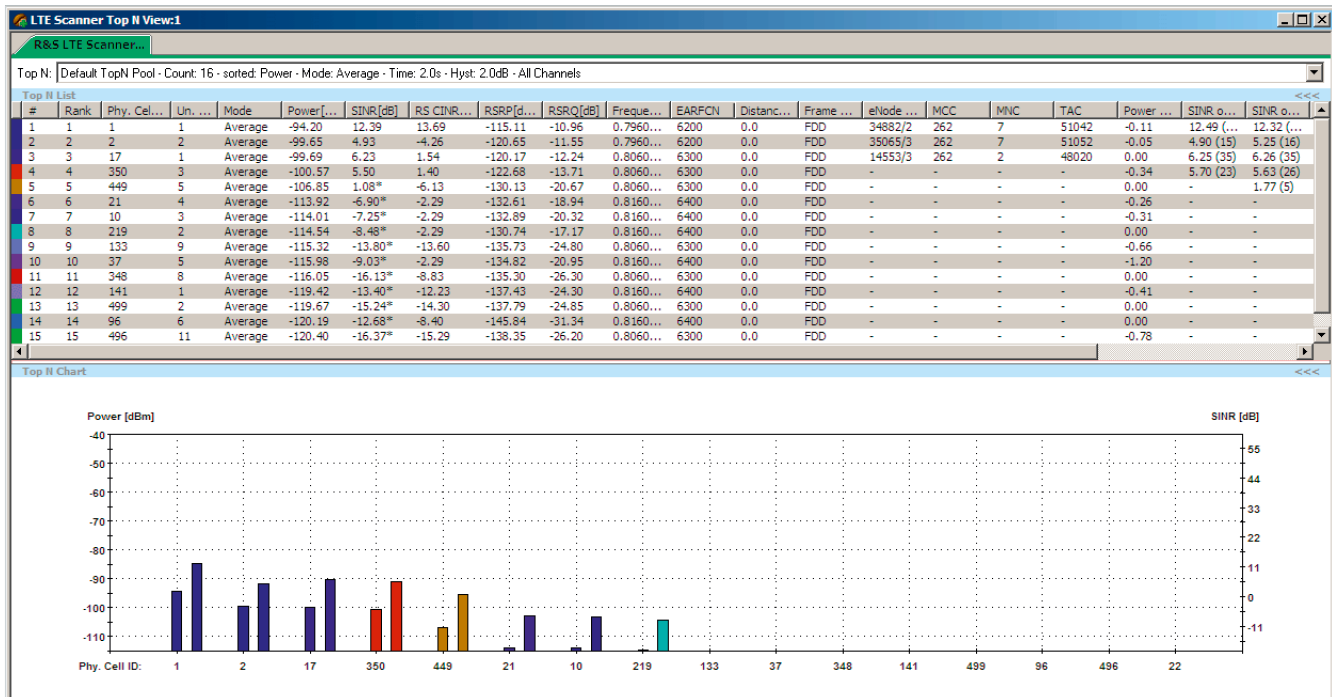 LTE Scanner Top N View:1
R&S LTE Scanner...
Top N: Default TopN Pool - Count: 16 - sorted: Power - Mode: Average - Time: 2.0s - Hyst: 2.0dB - All Channels
Top N List <<<
# Rank Phy. Cel... Un. ... Mode Power[... SINR[dB] RS CINR... RSRP[d... RSRQ[dB] Freque... EARFCN Distanc... Frame ... eNode ... MCC MNC TAC Power ... SINR o... SINR o...
1 1 1 1 Average -94.20 12.39 13.69 -115.11 -10.96 0.7960... 6200 0.0 FDD 34882/2 262 7 51042 -0.11 12.49 (... 12.32 (...
2 2 2 2 Average -99.65 4.93 -4.26 -120.65 -11.55 0.7960... 6200 0.0 FDD 35065/3 262 7 51052 -0.05 4.90 (15) 5.25 (16)
3 3 17 1 Average -99.69 6.23 1.54 -120.17 -12.24 0.8060... 6300 0.0 FDD 14553/3 262 2 48020 0.00 6.25 (35) 6.26 (35)
4 4 350 3 Average -100.57 5.50 1.40 -122.68 -13.71 0.8060... 6300 0.0 FDD - - - - -0.34 5.70 (23) 5.63 (26)
5 5 449 5 Average -106.85 1.08* -6.13 -130.13 -20.67 0.8060... 6300 0.0 FDD - - - - 0.00 - 1.77 (5)
6 6 21 4 Average -113.92 -6.90* -2.29 -132.61 -18.94 0.8160... 6400 0.0 FDD - - - - -0.26 - -
7 7 10 3 Average -114.01 -7.25* -2.29 -132.89 -20.32 0.8160... 6400 0.0 FDD - - - - -0.31 - -
8 8 219 2 Average -114.54 -8.48* -2.29 -130.74 -17.17 0.8160... 6400 0.0 FDD - - - - 0.00 - -
9 9 133 9 Average -115.32 -13.80* -13.60 -135.73 -24.80 0.8060... 6300 0.0 FDD - - - - -0.66 - -
10 10 37 5 Average -115.98 -9.03* -2.29 -134.82 -20.95 0.8160... 6400 0.0 FDD - - - - -1.20 - -
11 11 348 8 Average -116.05 -16.13* -8.83 -135.30 -26.30 0.8060... 6300 0.0 FDD - - - - 0.00 - -
12 12 141 1 Average -119.42 -13.40* -12.23 -137.43 -24.30 0.8160... 6400 0.0 FDD - - - - -0.41 - -
13 13 499 2 Average -119.67 -15.24* -14.30 -137.79 -24.85 0.8060... 6300 0.0 FDD - - - - 0.00 - -
14 14 96 6 Average -120.19 -12.68* -8.40 -145.84 -31.34 0.8160... 6400 0.0 FDD - - - - 0.00 - -
15 15 496 11 Average -120.40 -16.37* -15.29 -138.35 -26.20 0.8060... 6300 0.0 FDD - - - - -0.78 - -
Top N Chart <<<
Power [dBm] SINR [dB]
-40
55
-50
44
-60
33
-70
22
-80
11
-90
0
-100
-11
-110
Phy. Cell ID: 1 2 17 350 449 21 10 219 133 37 348 141 499 96 496 22